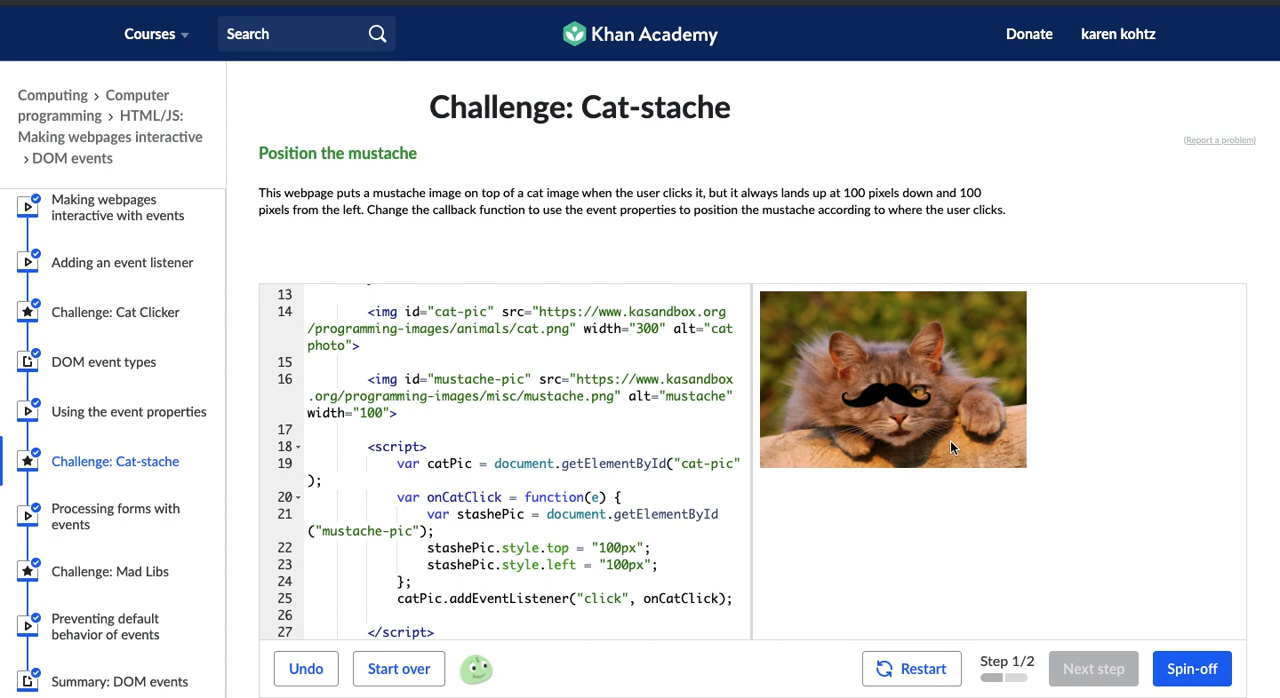 Courses
Search
Khan Academy
Donate
karen kohtz
Computing › Computer
programming › HTML/JS:
Making webpages interactive
› DOM events
Making webpages
interactive with events
Adding an event listener
Challenge: Cat Clicker
DOM event types
Using the event properties
Challenge: Cat-stache
Processing forms with
events
Challenge: Mad Libs
Preventing default
behavior of events
Summary: DOM events
Challenge: Cat-stache
(Report a problem)
Position the mustache
This webpage puts a mustache image on top of a cat image when the user clicks it, but it always lands up at 100 pixels down and 100
pixels from the left. Change the callback function to use the event properties to position the mustache according to where the user clicks.
13
14 <img id="cat-pic" src="https://www.kasandbox.org
/programming-images/animals/cat.png" width="300" alt="cat
photo">
15
16 <img id="mustache-pic" src="https://www.kasandbox
.org/programming-images/misc/mustache.png" alt="mustache"
width="100">
17
18 <script>
19 var catPic = document.getElementById("cat-pic"
);
20 var onCatClick = function(e) {
21 var stashePic = document.getElementById
("mustache-pic");
22 stashePic.style.top = "100px";
23 stashePic.style.left = "100px";
24 };
25 catPic.addEventListener("click", onCatClick);
26
27 </script>
Undo
Start over
Restart
Step 1/2
Next step
Spin-off